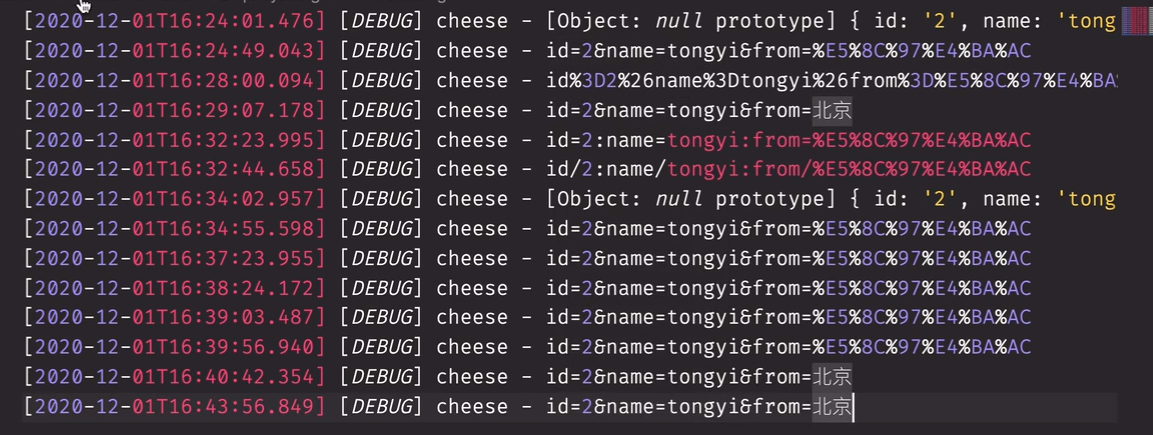 [2020-12-01T16:24:01.476] [DEBUG] cheese - [Object: null prototype] { id: '2', name: 'tong
[2020-12-01T16:24:49.043] [DEBUG] cheese - id=2&name=tongyi&from=%E5%8C%97%E4%BA%AC
[2020-12-01T16:28:00.094] [DEBUG] cheese - id%3D2%26name%3Dtongyi%26from%3D%E5%8C%97%E4%BA
[2020-12-01T16:29:07.178] [DEBUG] cheese - id=2&name=tongyi&from=北京
[2020-12-01T16:32:23.995] [DEBUG] cheese - id=2:name=tongyi:from=%E5%8C%97%E4%BA%AC
[2020-12-01T16:32:44.658] [DEBUG] cheese - id/2:name/tongyi:from/%E5%8C%97%E4%BA%AC
[2020-12-01T16:34:02.957] [DEBUG] cheese - [Object: null prototype] { id: '2', name: 'tong
[2020-12-01T16:34:55.598] [DEBUG] cheese - id=2&name=tongyi&from=%E5%8C%97%E4%BA%AC
[2020-12-01T16:37:23.955] [DEBUG] cheese - id=2&name=tongyi&from=%E5%8C%97%E4%BA%AC
[2020-12-01T16:38:24.172] [DEBUG] cheese - id=2&name=tongyi&from=%E5%8C%97%E4%BA%AC
[2020-12-01T16:39:03.487] [DEBUG] cheese - id=2&name=tongyi&from=%E5%8C%97%E4%BA%AC
[2020-12-01T16:39:56.940] [DEBUG] cheese - id=2&name=tongyi&from=%E5%8C%97%E4%BA%AC
[2020-12-01T16:40:42.354] [DEBUG] cheese - id=2&name=tongyi&from=北京
[2020-12-01T16:43:56.849] [DEBUG] cheese - id=2&name=tongyi&from=北京